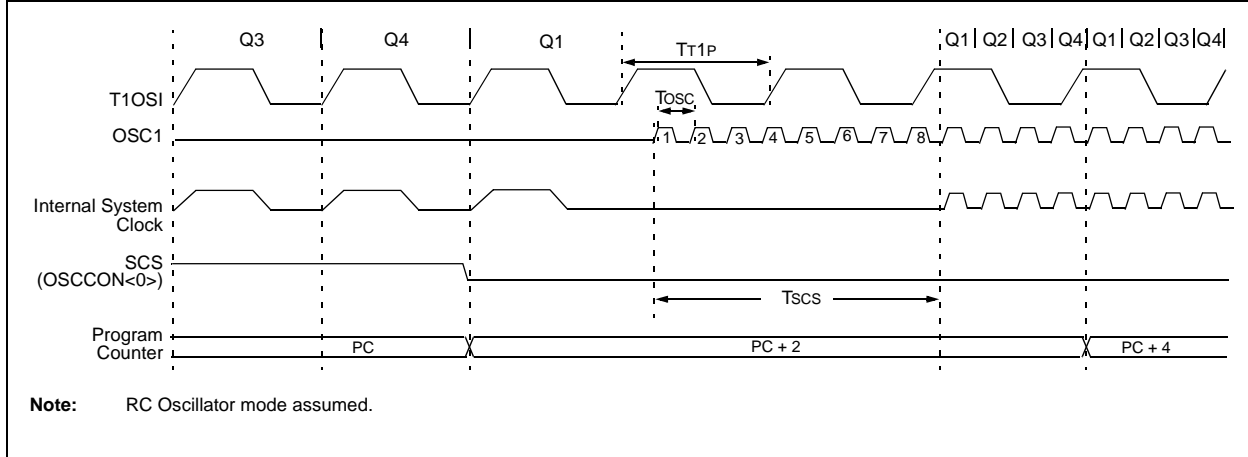 Q3 Q4 Q1 Q1 Q2 Q3 Q4 Q1 Q2 Q3 Q4
TT1P
T1OSI
TOSC
OSC1
1 2 3 4 5 6 7 8
Internal System
Clock
SCS
(OSCCON<0>)
TSCS
Program
Counter
PC PC + 2 PC + 4
Note: RC Oscillator mode assumed.